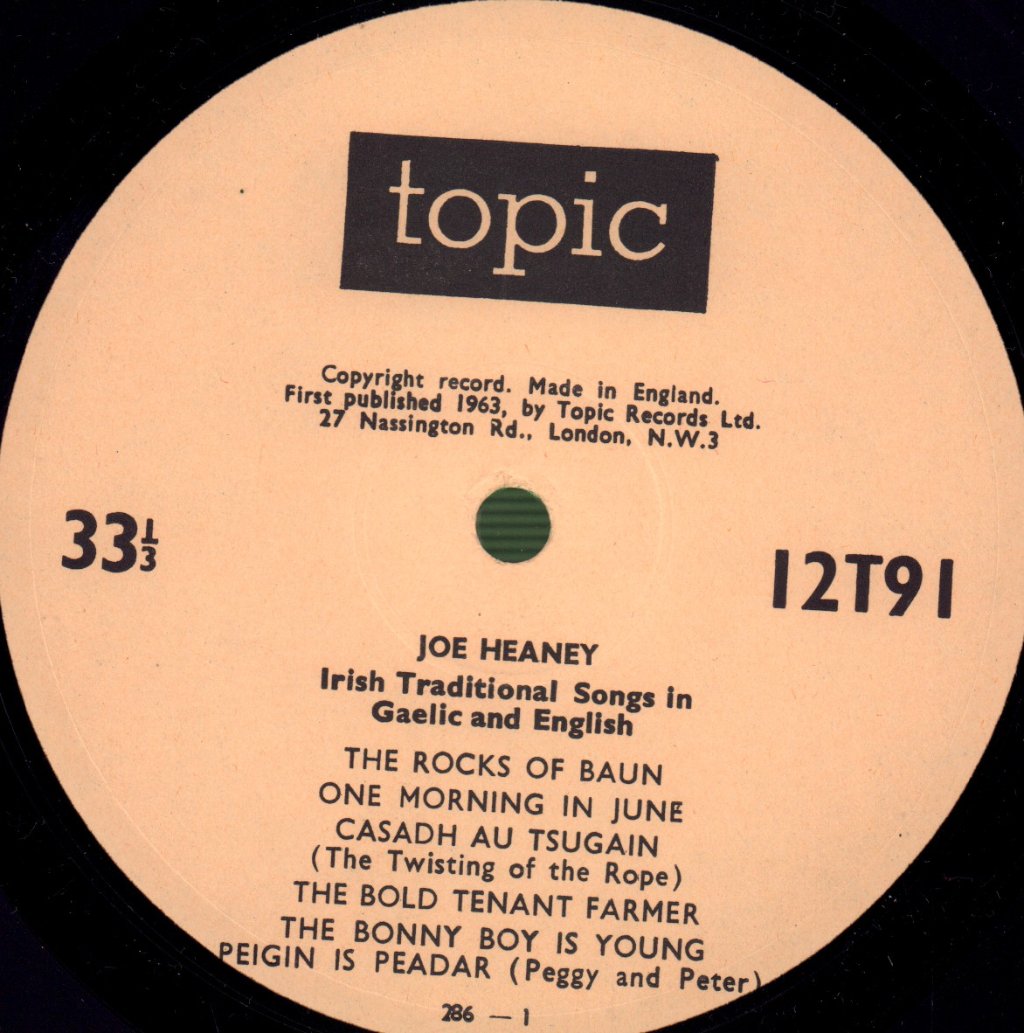 topic
Copyright record. Made in England.
First published 1963, by Topic Records Ltd.
27 Nassington Rd., London, N.W.3
33⅓
12T91
JOE HEANEY
Irish Traditional Songs in
Gaelic and English
THE ROCKS OF BAUN
ONE MORNING IN JUNE
CASADH AU TSUGAIN
(The Twisting of the Rope)
THE BOLD TENANT FARMER
THE BONNY BOY IS YOUNG
PEIGIN IS PEADAR (Peggy and Peter)
286 — 1